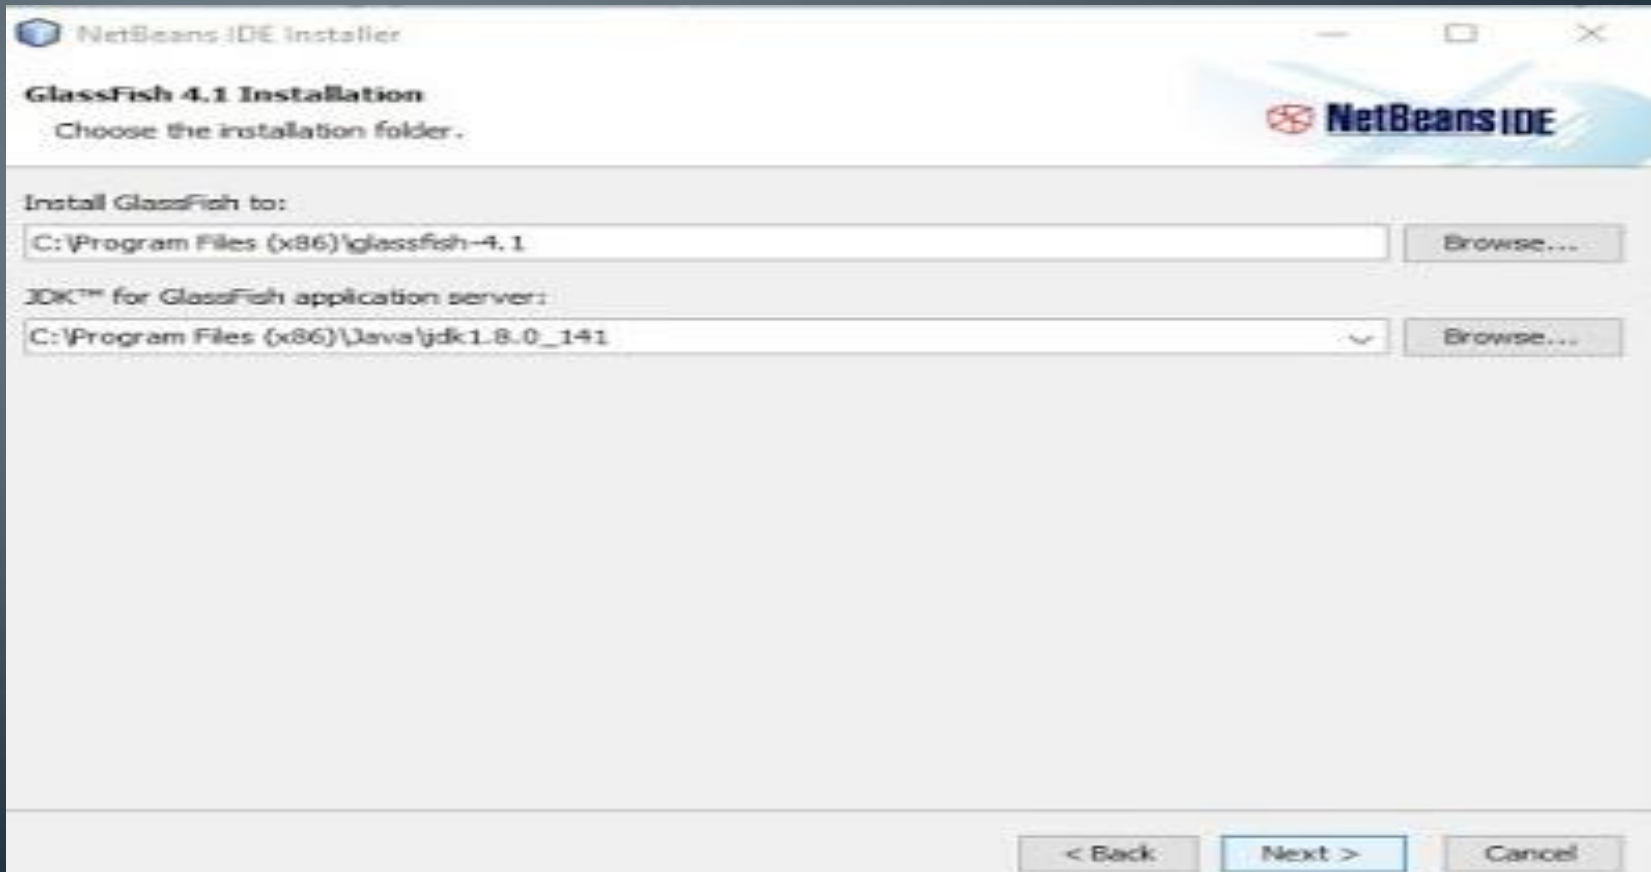 NetBeans IDE Installer
GlassFish 4.1 Installation
Choose the installation folder.
NetBeans IDE
Install GlassFish to:
C:\Program Files (x86)\glassfish-4.1
Browse...
JDK™ for GlassFish application server:
C:\Program Files (x86)\Java\jdk1.8.0_141
Browse...
< Back
Next >
Cancel